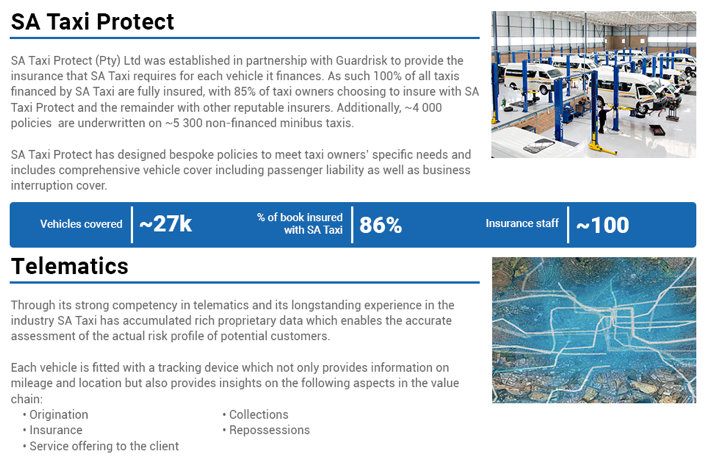 SA Taxi Protect
SA Taxi Protect (Pty) Ltd was established in partnership with Guardrisk to provide the
insurance that SA Taxi requires for each vehicle it finances. As such 100% of all taxis
financed by SA Taxi are fully insured, with 85% of taxi owners choosing to insure with SA
Taxi Protect and the remainder with other reputable insurers. Additionally, ~4 000
policies are underwritten on ~5 300 non-financed minibus taxis.
SA Taxi Protect has designed bespoke policies to meet taxi owners' specific needs and
includes comprehensive vehicle cover including passenger liability as well as business
interruption cover.
Vehicles covered ~27k
% of book insured
with SA Taxi 86%
Insurance staff ~100
Telematics
Through its strong competency in telematics and its longstanding experience in the
industry SA Taxi has accumulated rich proprietary data which enables the accurate
assessment of the actual risk profile of potential customers.
Each vehicle is fitted with a tracking device which not only provides information on
mileage and location but also provides insights on the following aspects in the value
chain:
• Origination
• Insurance
• Service offering to the client
• Collections
• Repossessions